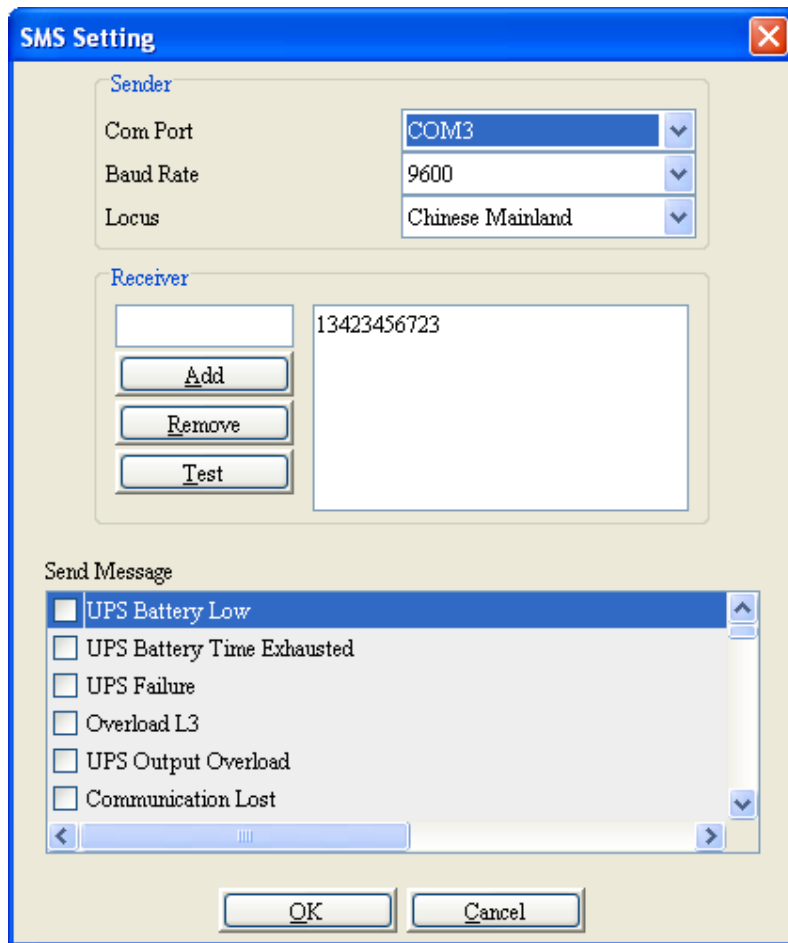 SMS Setting
Sender
Com Port COM3
Baud Rate 9600
Locus Chinese Mainland
Receiver
13423456723
Add
Remove
Test
Send Message
UPS Battery Low
UPS Battery Time Exhausted
UPS Failure
Overload L3
UPS Output Overload
Communication Lost
OK Cancel